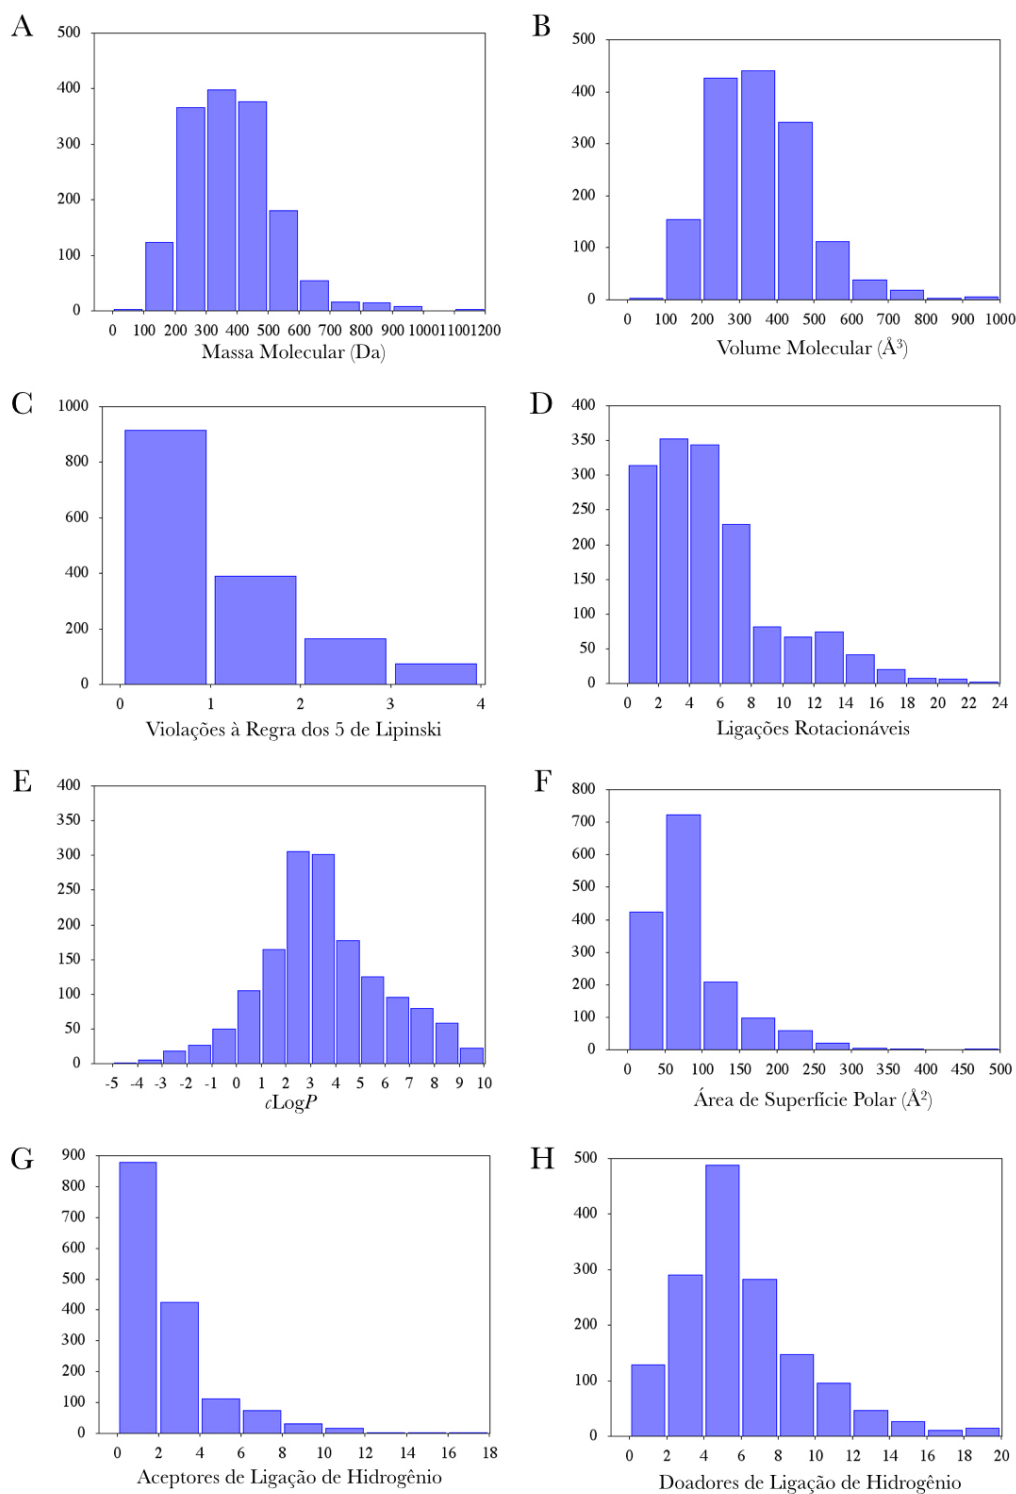 A
500
400
300
200
100
0
0 100 200 300 400 500 600 700 800 900 1000 1100 1200
Massa Molecular (Da)
B
500
400
300
200
100
0
0 100 200 300 400 500 600 700 800 900 1000
Volume Molecular (Å³)
C
1000
800
600
400
200
0
0 1 2 3 4
Violações à Regra dos 5 de Lipinski
D
400
350
300
250
200
150
100
50
0
0 2 4 6 8 10 12 14 16 18 20 22 24
Ligações Rotacionáveis
E
400
350
300
250
200
150
100
50
0
-5 -4 -3 -2 -1 0 1 2 3 4 5 6 7 8 9 10
cLogP
F
800
700
600
500
400
300
200
100
0
0 50 100 150 200 250 300 350 400 450 500
Área de Superfície Polar (Å²)
G
900
800
700
600
500
400
300
200
100
0
0 2 4 6 8 10 12 14 16 18
Aceptores de Ligação de Hidrogênio
H
500
400
300
200
100
0
0 2 4 6 8 10 12 14 16 18 20
Doadores de Ligação de Hidrogênio